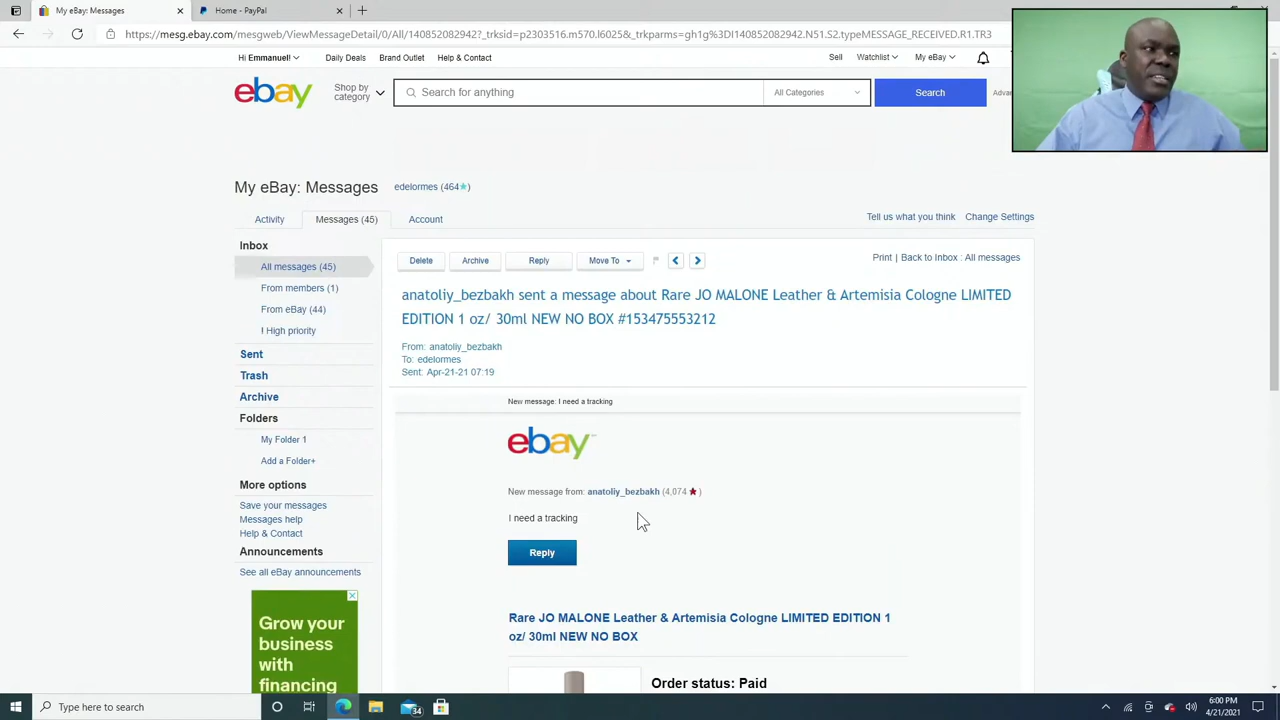 My eBay: Messages
Home - PayPal
https://mesg.ebay.com/mesgweb/ViewMessageDetail/0/All/140852082942?_trksid=p2303516.m570.l6025&_trkparms=gh1g%3DI140852082942.N51.S2.typeMESSAGE_RECEIVED.R1.TR3
Hi Emmanuel!
Daily Deals
Brand Outlet
Help & Contact
Sell
Watchlist
My eBay
ebay
Shop by
category
Search for anything
All Categories
Search
My eBay: Messages
edelormes (464)
Activity
Messages (45)
Account
Tell us what you think
Change Settings
Inbox
All messages (45)
From members (1)
From eBay (44)
! High priority
Sent
Trash
Archive
Folders
My Folder 1
Add a Folder+
More options
Save your messages
Messages help
Help & Contact
Announcements
See all eBay announcements
Grow your
business
with
financing
Delete
Archive
Reply
Move To
Print | Back to Inbox : All messages
anatoliy_bezbakh sent a message about Rare JO MALONE Leather & Artemisia Cologne LIMITED
EDITION 1 oz/ 30ml NEW NO BOX #153475553212
From: anatoliy_bezbakh
To: edelormes
Sent: Apr-21-21 07:19
New message: I need a tracking
ebay
New message from: anatoliy_bezbakh (4,074)
I need a tracking
Reply
Rare JO MALONE Leather & Artemisia Cologne LIMITED EDITION 1
oz/ 30ml NEW NO BOX
Order status: Paid
Type here to search
34
6:00 PM
4/21/2021